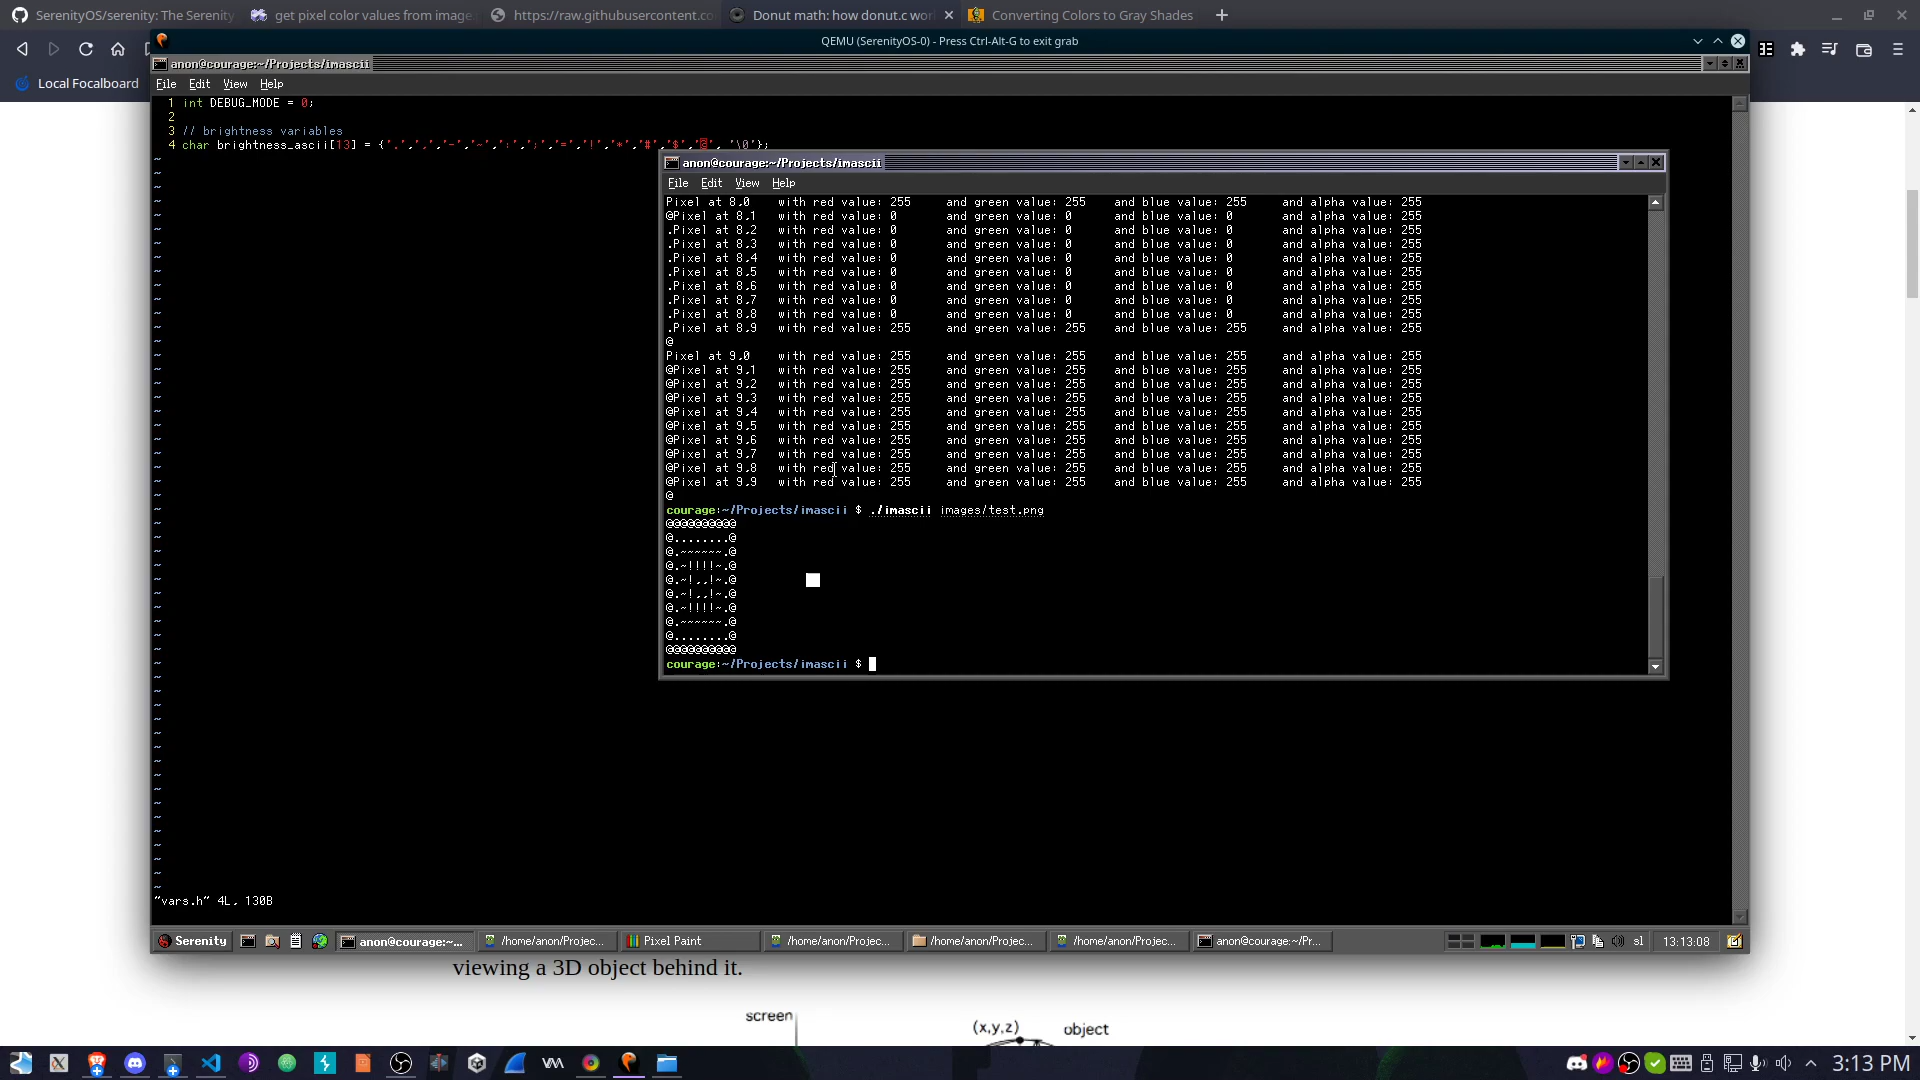 SerenityOS/serenity: The Serenity
get pixel color values from image
https://raw.githubusercontent.co
Donut math: how donut.c wor
Converting Colors to Gray Shades
QEMU (SerenityOS-0) - Press Ctrl-Alt-G to exit grab
Local Focalboard
anon@courage:~/Projects/imascii
File Edit View Help
1 int DEBUG_MODE = 0;
2
3 // brightness variables
4 char brightness_ascii[13] = {'.',',','-','~',':',';','=','!','*','#','$','@', '\0'};
anon@courage:~/Projects/imascii
File Edit View Help
Pixel at 8.0 with red value: 255 and green value: 255 and blue value: 255 and alpha value: 255
@Pixel at 8.1 with red value: 0 and green value: 0 and blue value: 0 and alpha value: 255
.Pixel at 8.2 with red value: 0 and green value: 0 and blue value: 0 and alpha value: 255
.Pixel at 8.3 with red value: 0 and green value: 0 and blue value: 0 and alpha value: 255
.Pixel at 8.4 with red value: 0 and green value: 0 and blue value: 0 and alpha value: 255
.Pixel at 8.5 with red value: 0 and green value: 0 and blue value: 0 and alpha value: 255
.Pixel at 8.6 with red value: 0 and green value: 0 and blue value: 0 and alpha value: 255
.Pixel at 8.7 with red value: 0 and green value: 0 and blue value: 0 and alpha value: 255
.Pixel at 8.8 with red value: 0 and green value: 0 and blue value: 0 and alpha value: 255
.Pixel at 8.9 with red value: 255 and green value: 255 and blue value: 255 and alpha value: 255
@
Pixel at 9.0 with red value: 255 and green value: 255 and blue value: 255 and alpha value: 255
@Pixel at 9.1 with red value: 255 and green value: 255 and blue value: 255 and alpha value: 255
@Pixel at 9.2 with red value: 255 and green value: 255 and blue value: 255 and alpha value: 255
@Pixel at 9.3 with red value: 255 and green value: 255 and blue value: 255 and alpha value: 255
@Pixel at 9.4 with red value: 255 and green value: 255 and blue value: 255 and alpha value: 255
@Pixel at 9.5 with red value: 255 and green value: 255 and blue value: 255 and alpha value: 255
@Pixel at 9.6 with red value: 255 and green value: 255 and blue value: 255 and alpha value: 255
@Pixel at 9.7 with red value: 255 and green value: 255 and blue value: 255 and alpha value: 255
@Pixel at 9.8 with red value: 255 and green value: 255 and blue value: 255 and alpha value: 255
@Pixel at 9.9 with red value: 255 and green value: 255 and blue value: 255 and alpha value: 255
@
courage:~/Projects/imascii $ ./imascii images/test.png
@@@@@@@@@@
@........@
@.~~~~~~.@
@.~!!!!~.@
@.~!,,!~.@
@.~!,,!~.@
@.~!!!!~.@
@.~~~~~~.@
@........@
@@@@@@@@@@
courage:~/Projects/imascii $
"vars.h" 4L, 130B
Serenity
anon@courage:~...
/home/anon/Projec...
Pixel Paint
/home/anon/Projec...
/home/anon/Projec...
/home/anon/Projec...
anon@courage:~/Pr...
sl
13:13:08
viewing a 3D object behind it.
screen
(x,y,z)
object
3:13 PM